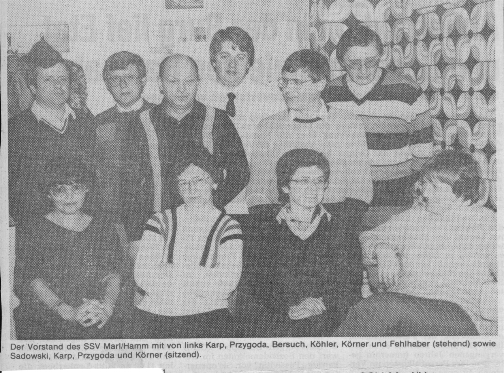 Der Vorstand des SSV Marl/Hamm mit von links Karp, Przygoda, Bersuch, Köhler, Körner und Fehlhaber (stehend) sowie
Sadowski, Karp, Przygoda und Körner (sitzend).